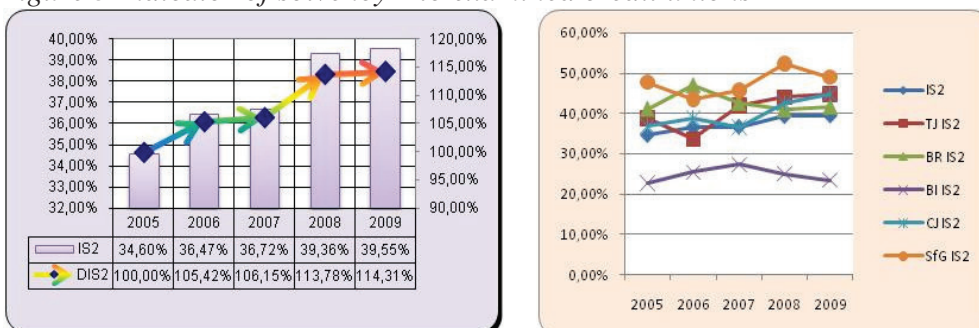 40,00% 120,00%
39,00% 115,00%
38,00%
37,00% 110,00%
36,00% 105,00%
35,00% 100,00%
34,00%
33,00% 95,00%
32,00% 90,00%
2005 2006 2007 2008 2009
IS2 34,60% 36,47% 36,72% 39,36% 39,55%
DIS2 100,00% 105,42% 106,15% 113,78% 114,31%
60,00%
50,00%
40,00%
30,00%
20,00%
10,00%
0,00%
2005 2006 2007 2008 2009
IS2
TJ IS2
BR IS2
BI IS2
CJ IS2
SfG IS2